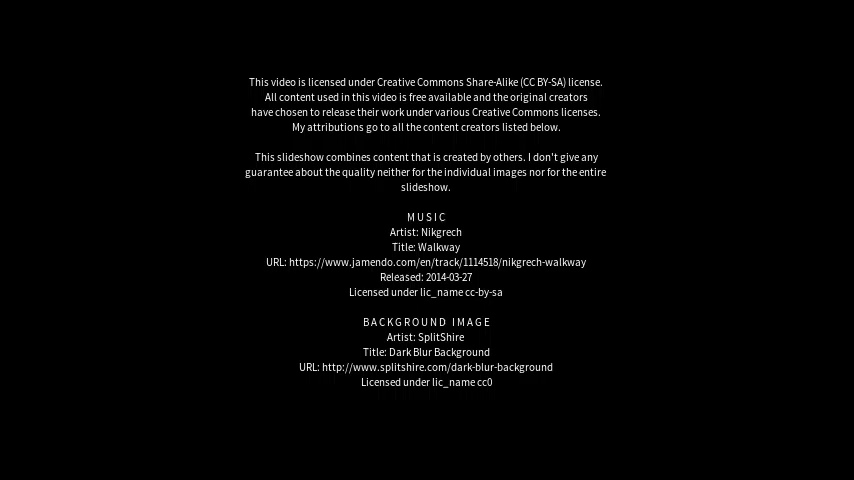 This video is licensed under Creative Commons Share-Alike (CC BY-SA) license.
All content used in this video is free available and the original creators
have chosen to release their work under various Creative Commons licenses.
My attributions go to all the content creators listed below.
This slideshow combines content that is created by others. I don't give any
guarantee about the quality neither for the individual images nor for the entire
slideshow.
MUSIC
Artist: Nikgrech
Title: Walkway
URL: https://www.jamendo.com/en/track/1114518/nikgrech-walkway
Released: 2014-03-27
Licensed under lic_name cc-by-sa
BACKGROUND IMAGE
Artist: SplitShire
Title: Dark Blur Background
URL: http://www.splitshire.com/dark-blur-background
Licensed under lic_name cc0